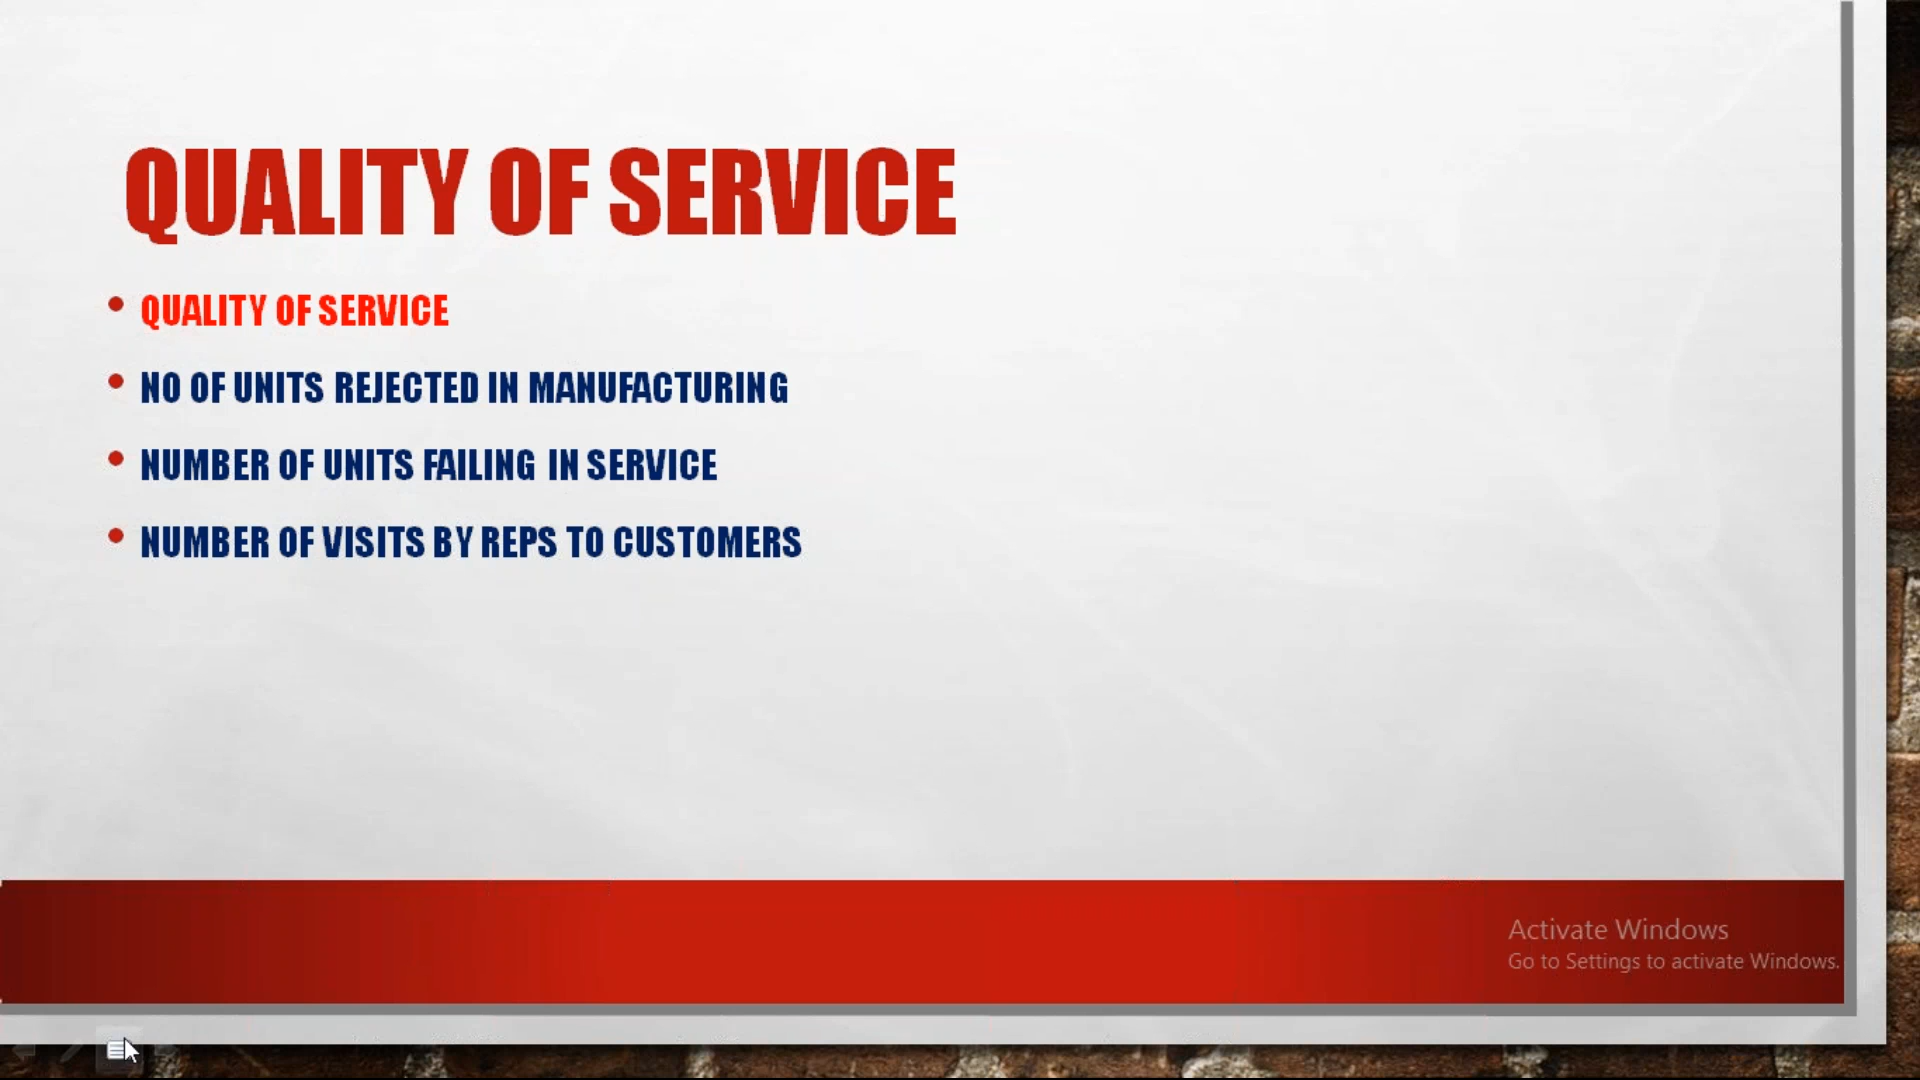 QUALITY OF SERVICE
• QUALITY OF SERVICE
• NO OF UNITS REJECTED IN MANUFACTURING
• NUMBER OF UNITS FAILING IN SERVICE
• NUMBER OF VISITS BY REPS TO CUSTOMERS
Activate Windows
Go to Settings to activate Windows.